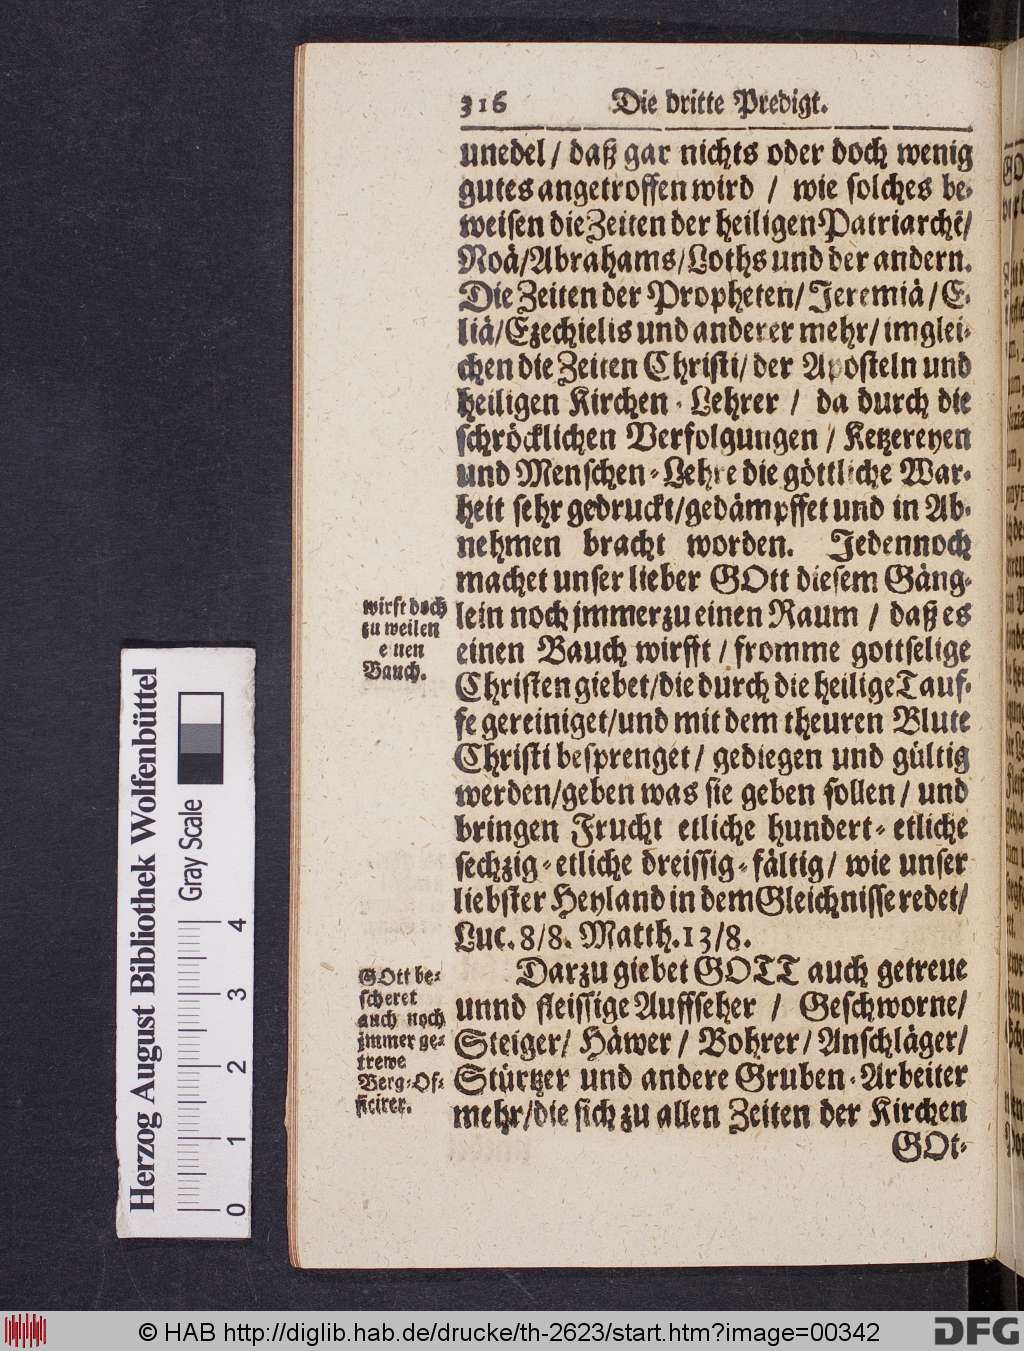 316 Die dritte Predigt.
unedel / daß gar nichts oder doch wenig
gutes angetroffen wird / wie solches be-
weisen die Zeiten der heiligen Patriarchẽ/
Noä/Abrahams/Loths und der andern.
Die Zeiten der Propheten/ Jeremiä / E-
liä/Ezechielis und anderer mehr/ imglei-
chen die Zeiten Christi/ der Aposteln und
heiligen Kirchen-Lehrer / da durch die
schröcklichen Verfolgungen / Ketzereyen
und Menschen-Lehre die göttliche War-
heit sehr gedruckt/gedämpffet und in Ab-
nehmen bracht worden. Jedennoch
machet unser lieber GOtt diesem Gäng-
lein noch jmmerzu einen Raum / daß es
einen Bauch wirfft / fromme gottselige
Christen giebet/die durch die heilige Tauf-
fe gereiniget/und mit dem theuren Blute
Christi besprenget/ gediegen und gültig
werden/geben was sie geben sollen/ und
bringen Frucht etliche hundert-etliche
sechzig-etliche dreissig-fältig/ wie unser
liebster Heyland in dem Gleichnisse redet/
Luc. 8/8. Matth. 13/8.
Darzu giebet GOTT auch getreue
unnd fleissige Auffseher / Geschworne/
Steiger/ Häwer / Bohrer/ Anschläger/
Stürtzer und andere Gruben-Arbeiter
mehr/die sich zu allen Zeiten der Kirchen
GOt-
wirft doch
zu weilen
einen
Bauch.
GOtt be-
scheret
auch noch
jmmer ge-
trewe
Berg-Of-
ficirer.
Herzog August Bibliothek Wolfenbüttel
Gray Scale
0 1 2 3 4
© HAB http://diglib.hab.de/drucke/th-2623/start.htm?image=00342
DFG